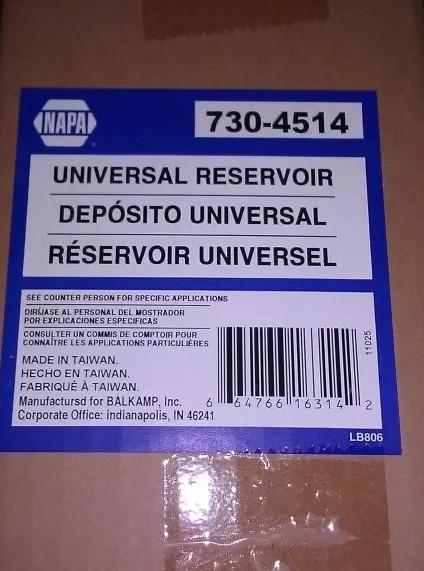 NAPA
730-4514
UNIVERSAL RESERVOIR
DEPÓSITO UNIVERSAL
RÉSERVOIR UNIVERSEL
SEE COUNTER PERSON FOR SPECIFIC APPLICATIONS
DIRÍJASE AL PERSONAL DEL MOSTRADOR
POR EXPLICACIONES ESPECIFICAS
CONSULTER UN COMMIS DE COMPTOIR POUR
CONNAÎTRE LES APPLICATIONS PARTICULIÈRES
MADE IN TAIWAN.
HECHO EN TAIWAN.
FABRIQUÉ À TAIWAN.
Manufactursd for BALKAMP, Inc.
Corporate Office: indianapolis, IN 46241
6 64766 16314 2
11025
LB806